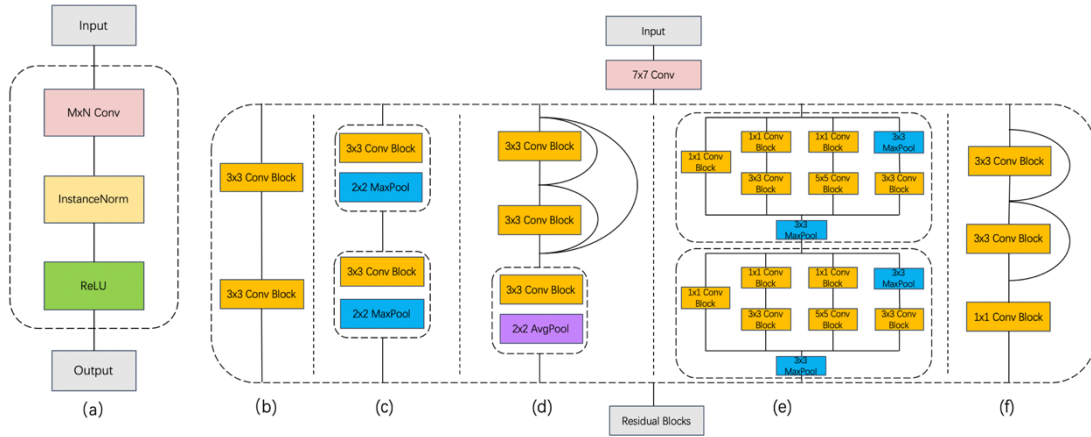 Input
MxN Conv
InstanceNorm
ReLU
Output
(a)
Input
7x7 Conv
3x3 Conv Block
3x3 Conv Block
(b)
3x3 Conv Block
2x2 MaxPool
3x3 Conv Block
2x2 MaxPool
(c)
3x3 Conv Block
3x3 Conv Block
3x3 Conv Block
2x2 AvgPool
(d)
1x1 Conv
Block
1x1 Conv
Block
3x3 Conv
Block
1x1 Conv
Block
5x5 Conv
Block
3x3
MaxPool
3x3 Conv
Block
3x3
MaxPool
1x1 Conv
Block
1x1 Conv
Block
3x3 Conv
Block
1x1 Conv
Block
5x5 Conv
Block
3x3
MaxPool
3x3 Conv
Block
3x3
MaxPool
(e)
3x3 Conv Block
3x3 Conv Block
1x1 Conv Block
(f)
Residual Blocks